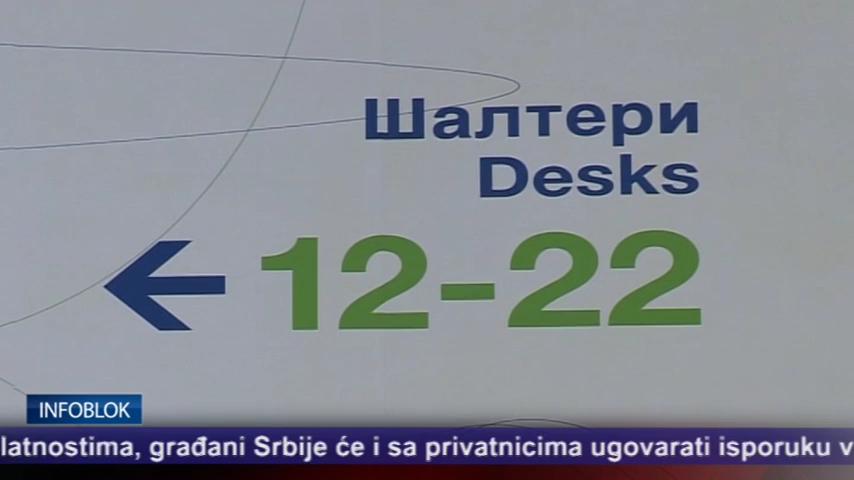 Шалтери
Desks
12-22
INFOBLOK
latnostima, građani Srbije će i sa privatnicima ugovarati isporuku v